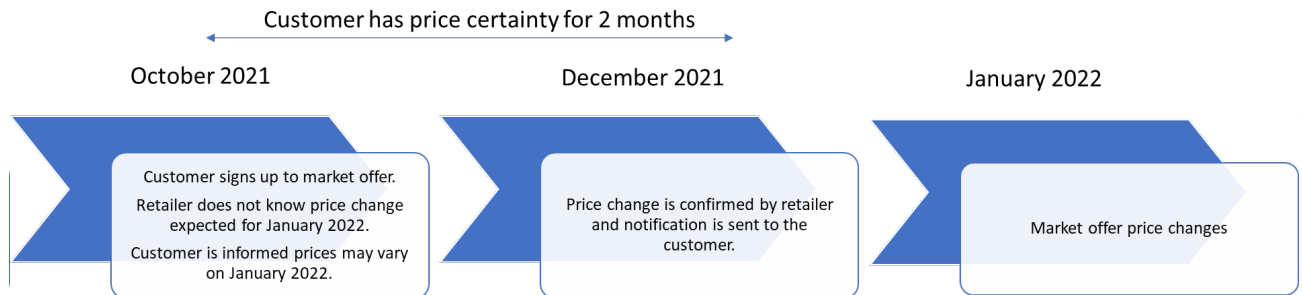 Customer has price certainty for 2 months
October 2021
Customer signs up to market offer.
Retailer does not know price change
expected for January 2022.
Customer is informed prices may vary
on January 2022.
December 2021
Price change is confirmed by retailer
and notification is sent to the
customer.
January 2022
Market offer price changes